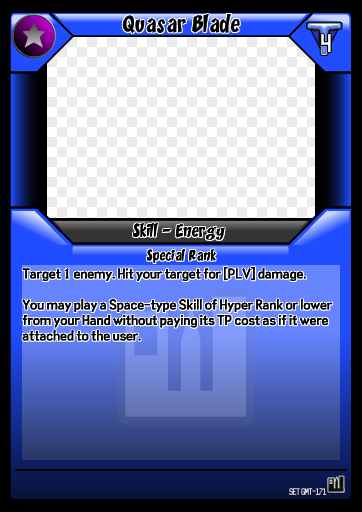 Quasar Blade
4
Skill - Energy
Special Rank
Target 1 enemy. Hit your target for [PLV] damage.
You may play a Space-type Skill of Hyper Rank or lower
from your Hand without paying its TP cost as if it were
attached to the user.
SET GMT-171